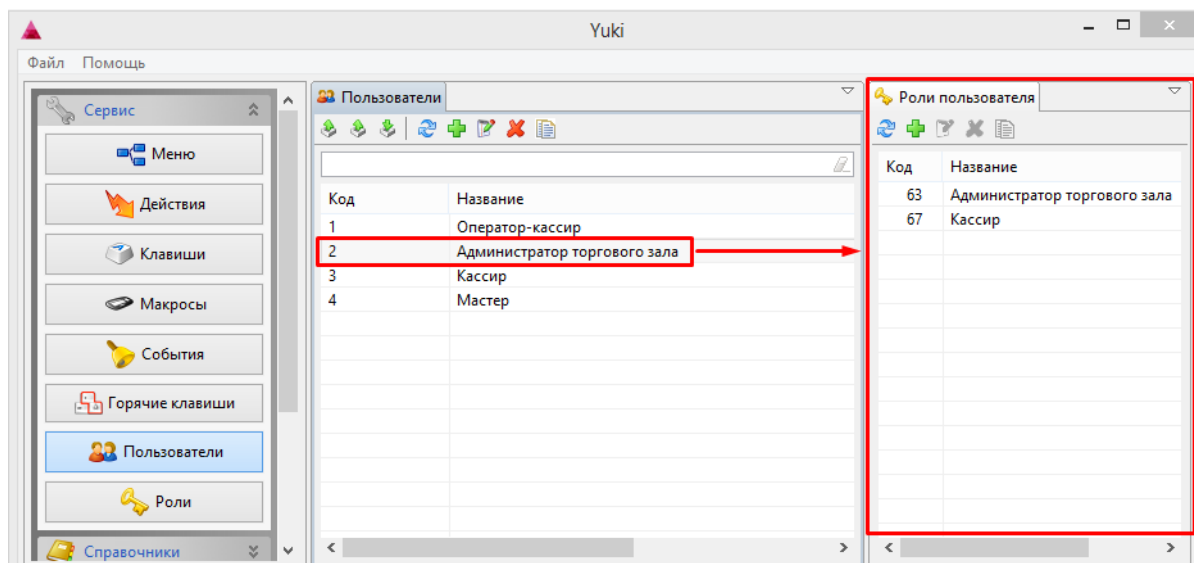 Yuki
Файл Помощь
Сервис
Меню
Действия
Клавиши
Макросы
События
Горячие клавиши
Пользователи
Роли
Справочники
Пользователи
Код Название
1 Оператор-кассир
2 Администратор торгового зала
3 Кассир
4 Мастер
Роли пользователя
Код Название
63 Администратор торгового зала
67 Кассир